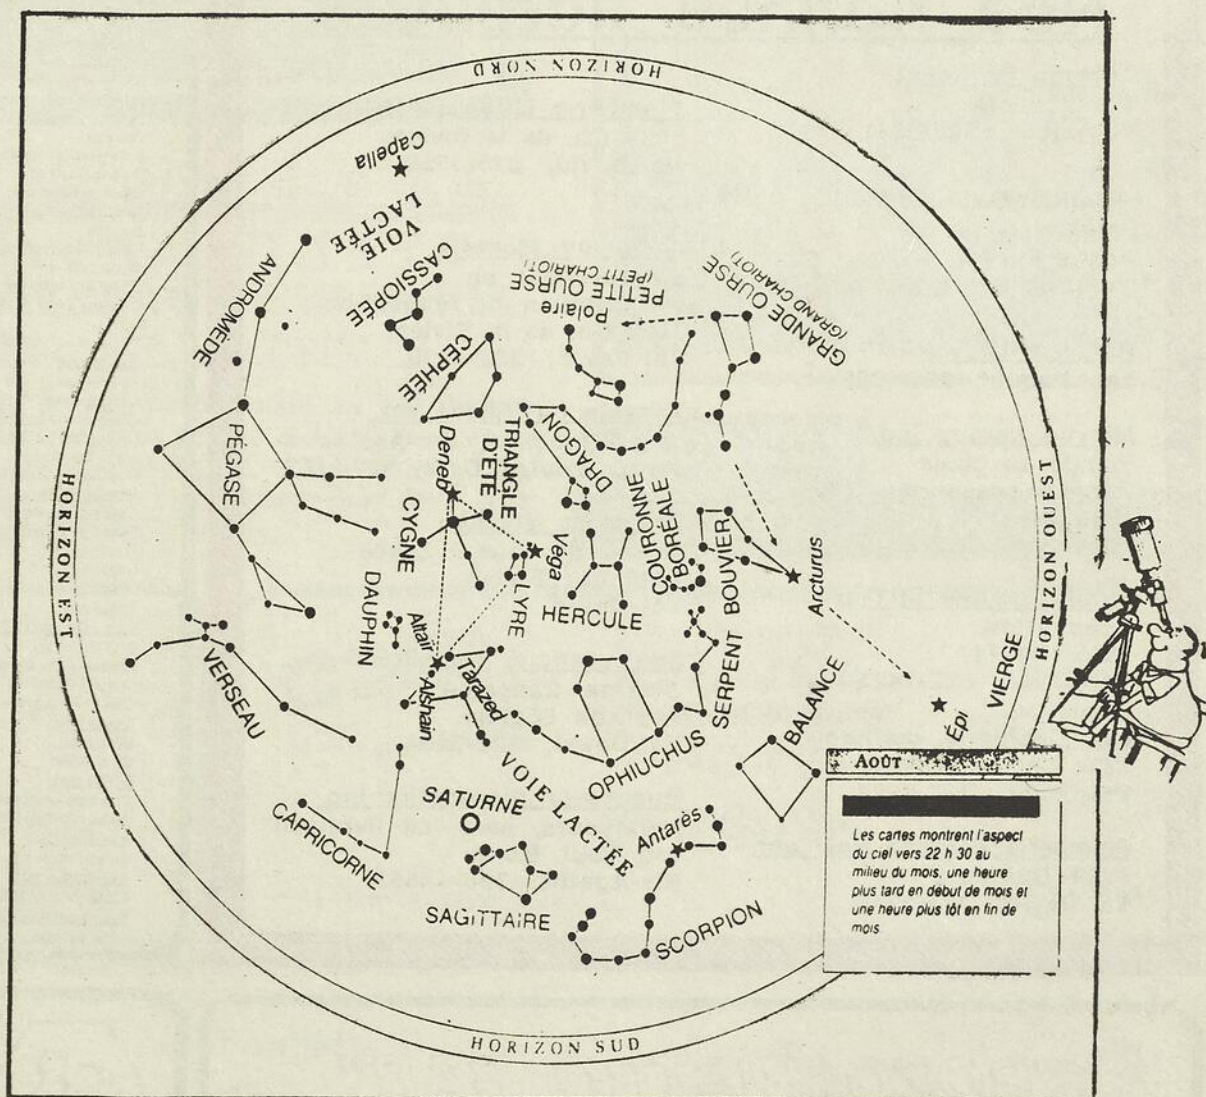 HORIZON NORD
Capella
VOIE
LACTÉE
CASSIOPÉE
ANDROMÈDE
CÉPHÉE
Polaire
PETITE OURSE
(PETIT CHARIOT)
GRANDE OURSE
(GRAND CHARIOT)
PÉGASE
Deneb
TRIANGLE
D'ÉTÉ
DRAGON
CYGNE
COURONNE
BORÉALE
BOUVIER
HORIZON OUEST
HORIZON EST
Véga
LYRE
HERCULE
Arcturus
DAUPHIN
Altaïr
Alshain
Tarazed
SERPENT
VIERGE
VERSEAU
BALANCE
Épi
OPHIUCHUS
VOIE LACTÉE
SATURNE
CAPRICORNE
Antarès
SAGITTAIRE
SCORPION
HORIZON SUD
AOÛT
Les cartes montrent l'aspect
du ciel vers 22 h 30 au
milieu du mois, une heure
plus tard en début de mois et
une heure plus tôt en fin de
mois